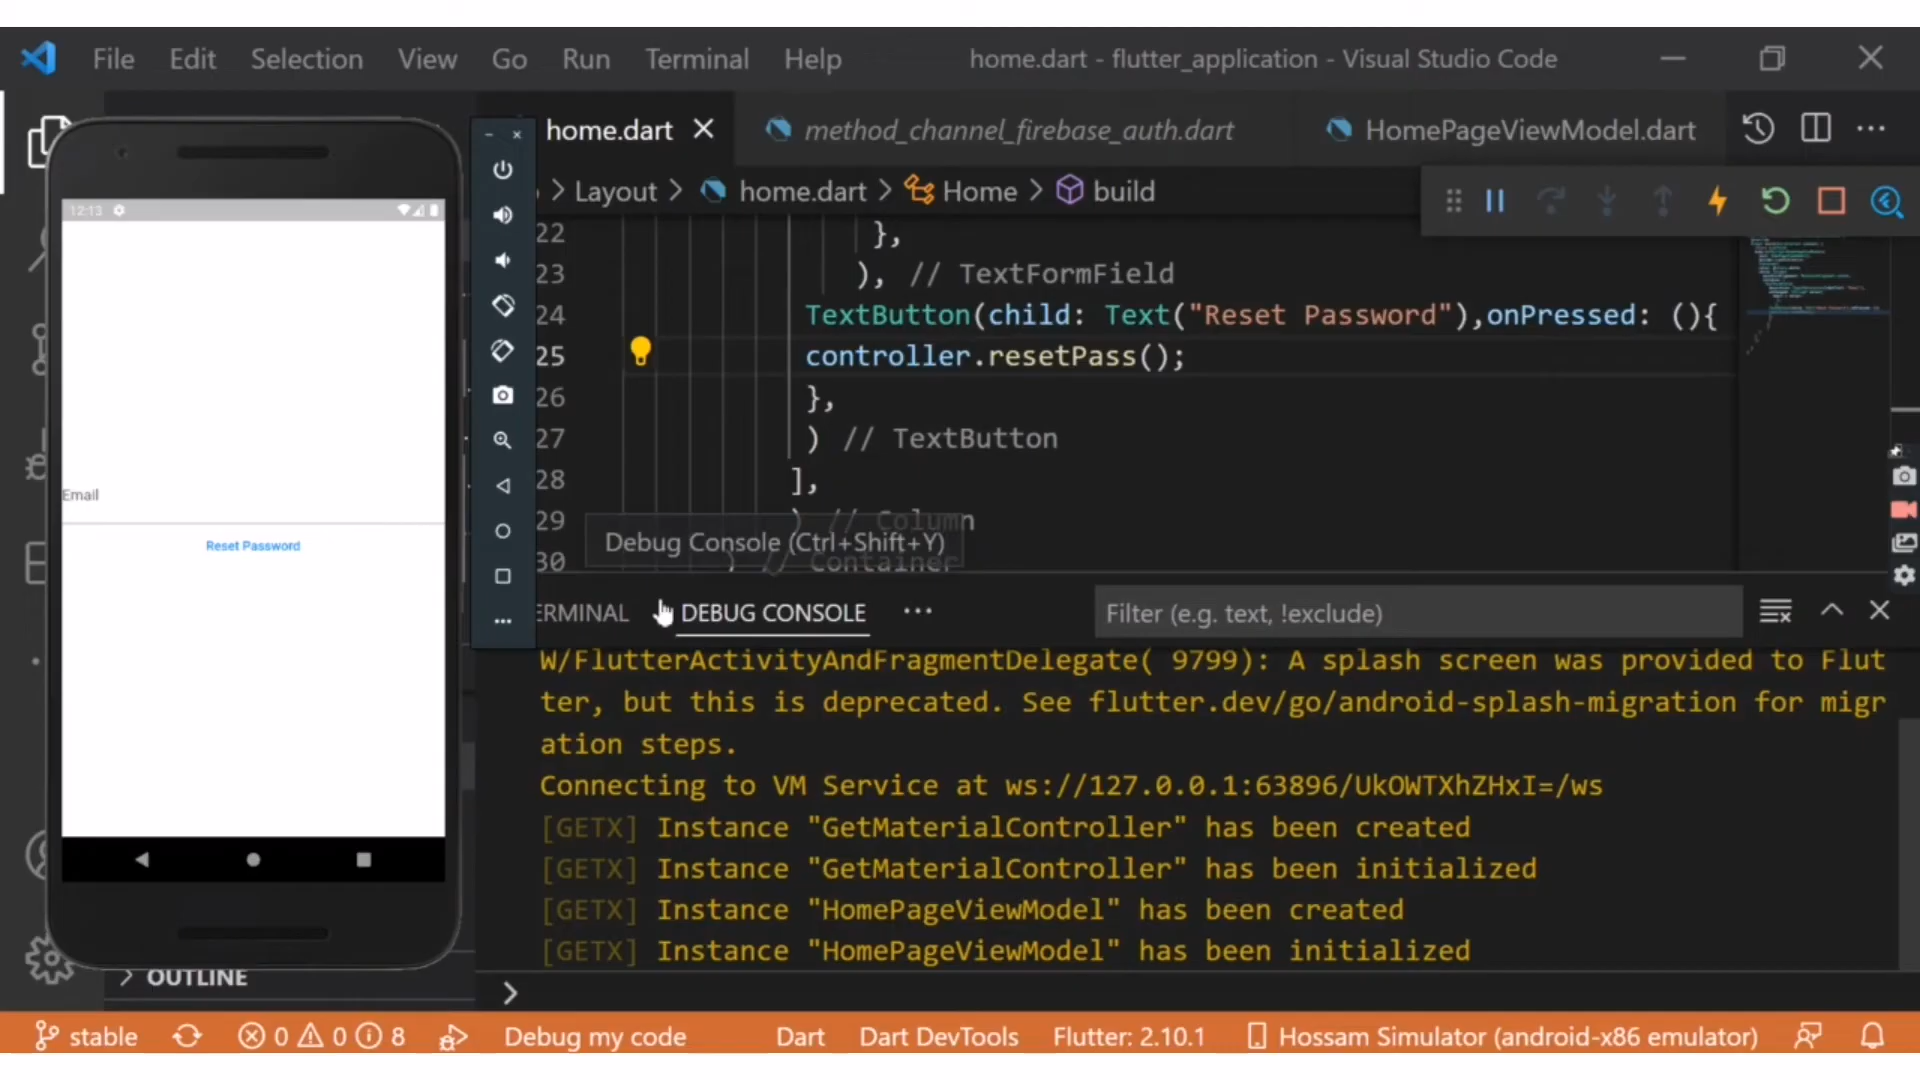 File Edit Selection View Go Run Terminal Help home.dart - flutter_application - Visual Studio Code
home.dart method_channel_firebase_auth.dart HomePageViewModel.dart
Layout home.dart Home build
12:13
Email
Reset Password
22 },
23 ), // TextFormField
24 TextButton(child: Text("Reset Password"),onPressed: (){
25 controller.resetPass();
26 },
27 ) // TextButton
28 ],
29 ) // Column
30 ) // Container
Debug Console (Ctrl+Shift+Y)
ERMINAL DEBUG CONSOLE Filter (e.g. text, !exclude)
W/FlutterActivityAndFragmentDelegate( 9799): A splash screen was provided to Flut
ter, but this is deprecated. See flutter.dev/go/android-splash-migration for migr
ation steps.
Connecting to VM Service at ws://127.0.0.1:63896/UkOWTXhZHxI=/ws
[GETX] Instance "GetMaterialController" has been created
[GETX] Instance "GetMaterialController" has been initialized
[GETX] Instance "HomePageViewModel" has been created
[GETX] Instance "HomePageViewModel" has been initialized
OUTLINE
stable 0 0 8 Debug my code Dart Dart DevTools Flutter: 2.10.1 Hossam Simulator (android-x86 emulator)